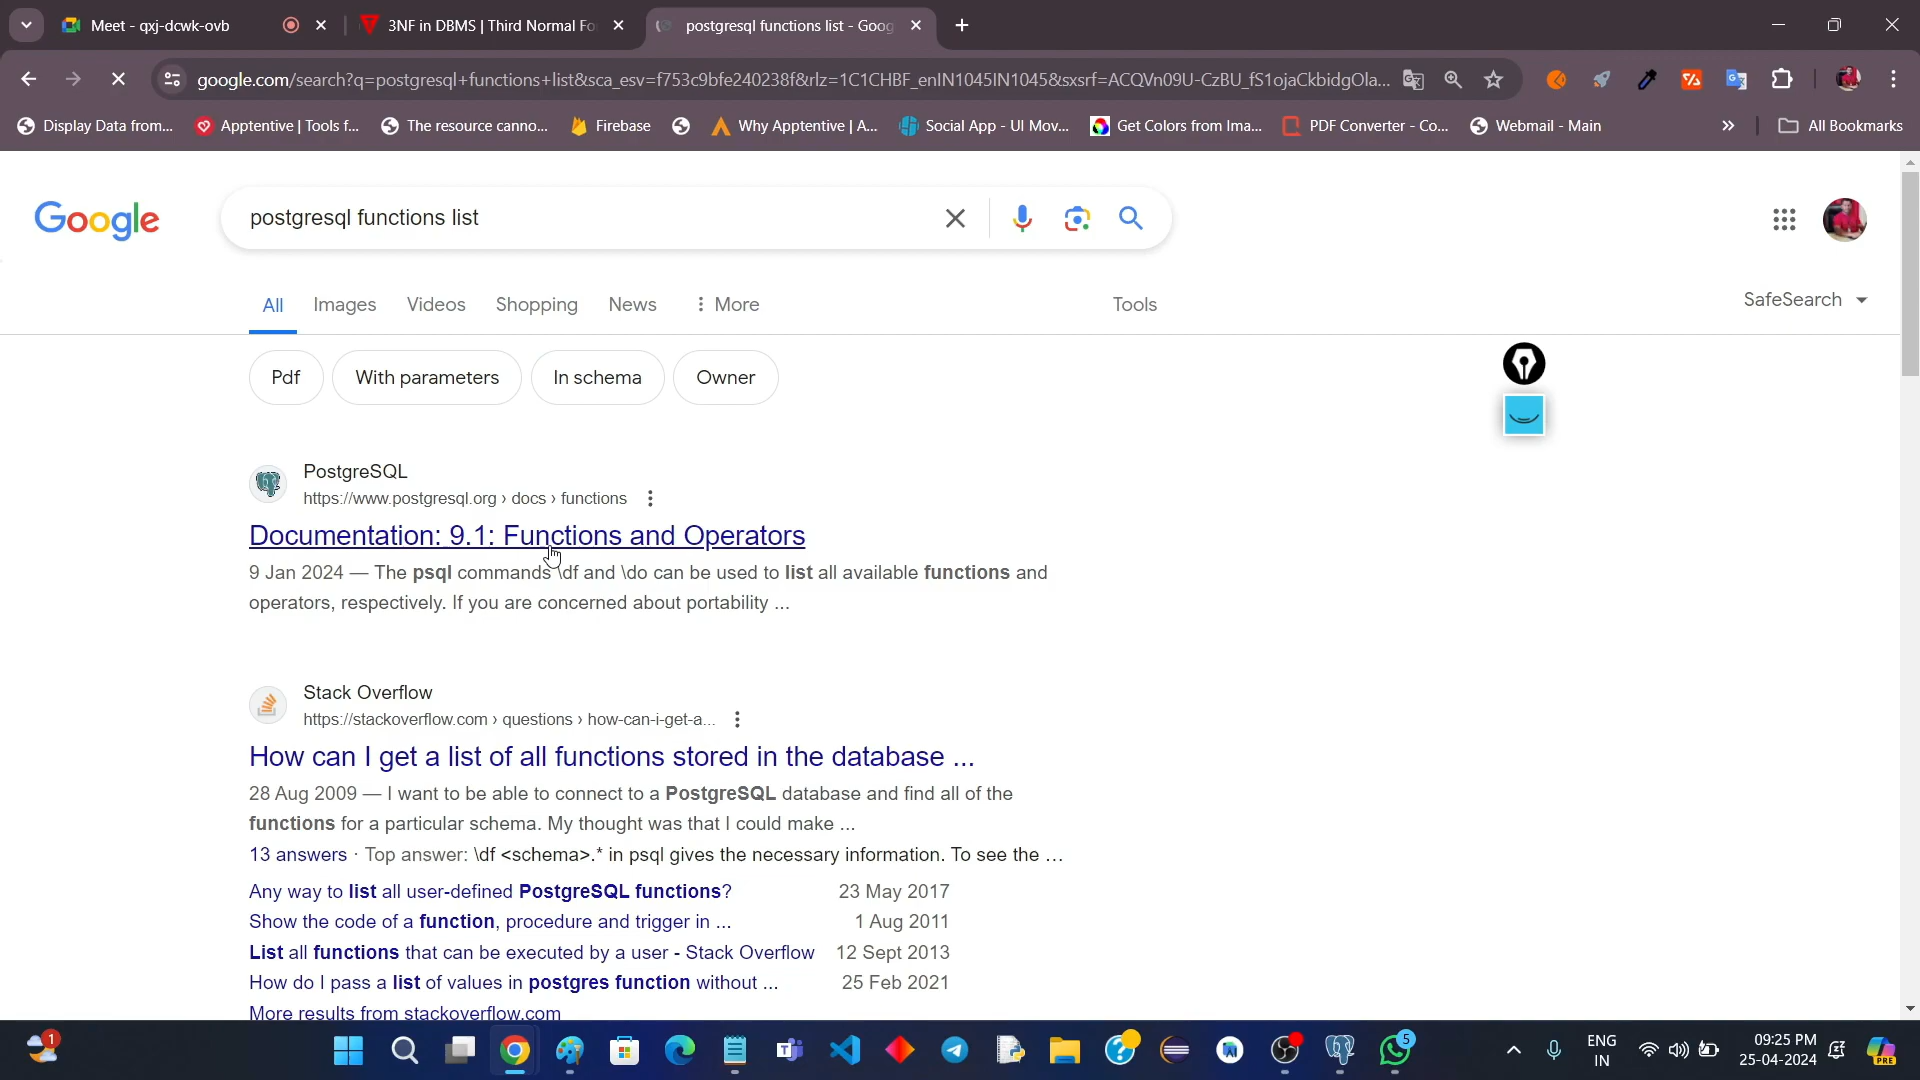 Meet - qxj-dcwk-ovb
3NF in DBMS | Third Normal Fo
postgresql functions list - Goog
google.com/search?q=postgresql+functions+list&sca_esv=f753c9bfe240238f&rlz=1C1CHBF_enIN1045IN1045&sxsrf=ACQVn09U-CzBU_fS1ojaCkbidgOla...
Display Data from...
Apptentive | Tools f...
The resource canno...
Firebase
Why Apptentive | A...
Social App - UI Mov...
Get Colors from Ima...
PDF Converter - Co...
Webmail - Main
All Bookmarks
Google
postgresql functions list
All
Images
Videos
Shopping
News
More
Tools
SafeSearch
Pdf
With parameters
In schema
Owner
PostgreSQL
https://www.postgresql.org › docs › functions
Documentation: 9.1: Functions and Operators
9 Jan 2024 — The psql commands \df and \do can be used to list all available functions and
operators, respectively. If you are concerned about portability ...
Stack Overflow
https://stackoverflow.com › questions › how-can-i-get-a...
How can I get a list of all functions stored in the database ...
28 Aug 2009 — I want to be able to connect to a PostgreSQL database and find all of the
functions for a particular schema. My thought was that I could make ...
13 answers · Top answer: \df <schema>.* in psql gives the necessary information. To see the ...
Any way to list all user-defined PostgreSQL functions? 23 May 2017
Show the code of a function, procedure and trigger in ... 1 Aug 2011
List all functions that can be executed by a user - Stack Overflow 12 Sept 2013
How do I pass a list of values in postgres function without ... 25 Feb 2021
More results from stackoverflow.com
1
5
ENG
IN
09:25 PM
25-04-2024
PRE